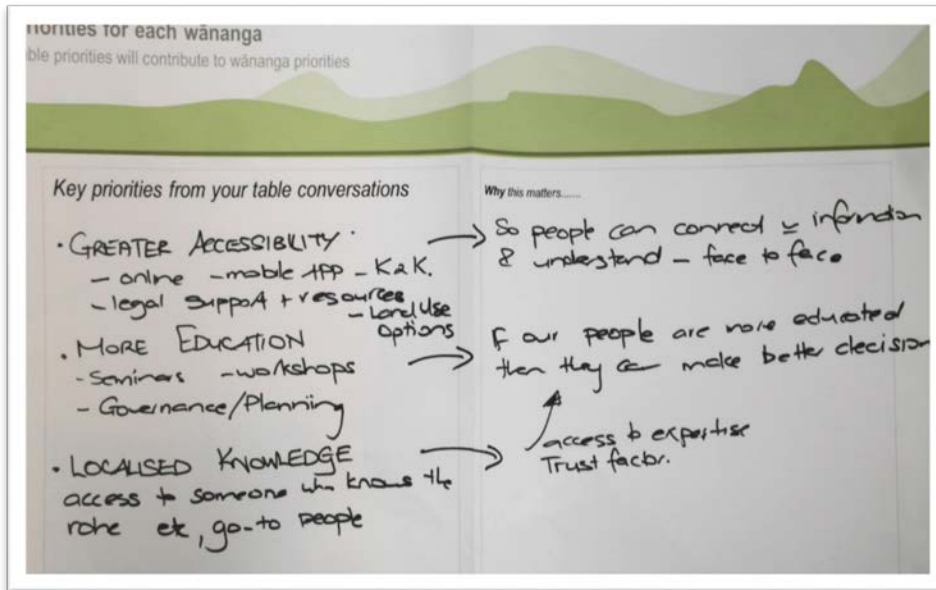 iorities for each wānanga
ble priorities will contribute to wānanga priorities
Key priorities from your table conversations
• GREATER ACCESSIBILITY
– online – mobile APP – K2K.
– legal support + resources
– Land Use
options
• MORE EDUCATION
- Seminars - workshops
- Governance/Planning
• LOCALISED KNOWLEDGE
access to someone who knows the
rohe etc, go-to people
Why this matters......
So people can connect information
& understand – face to face
If our people are more educated
then they can make better decision
access to expertise
Trust factor.